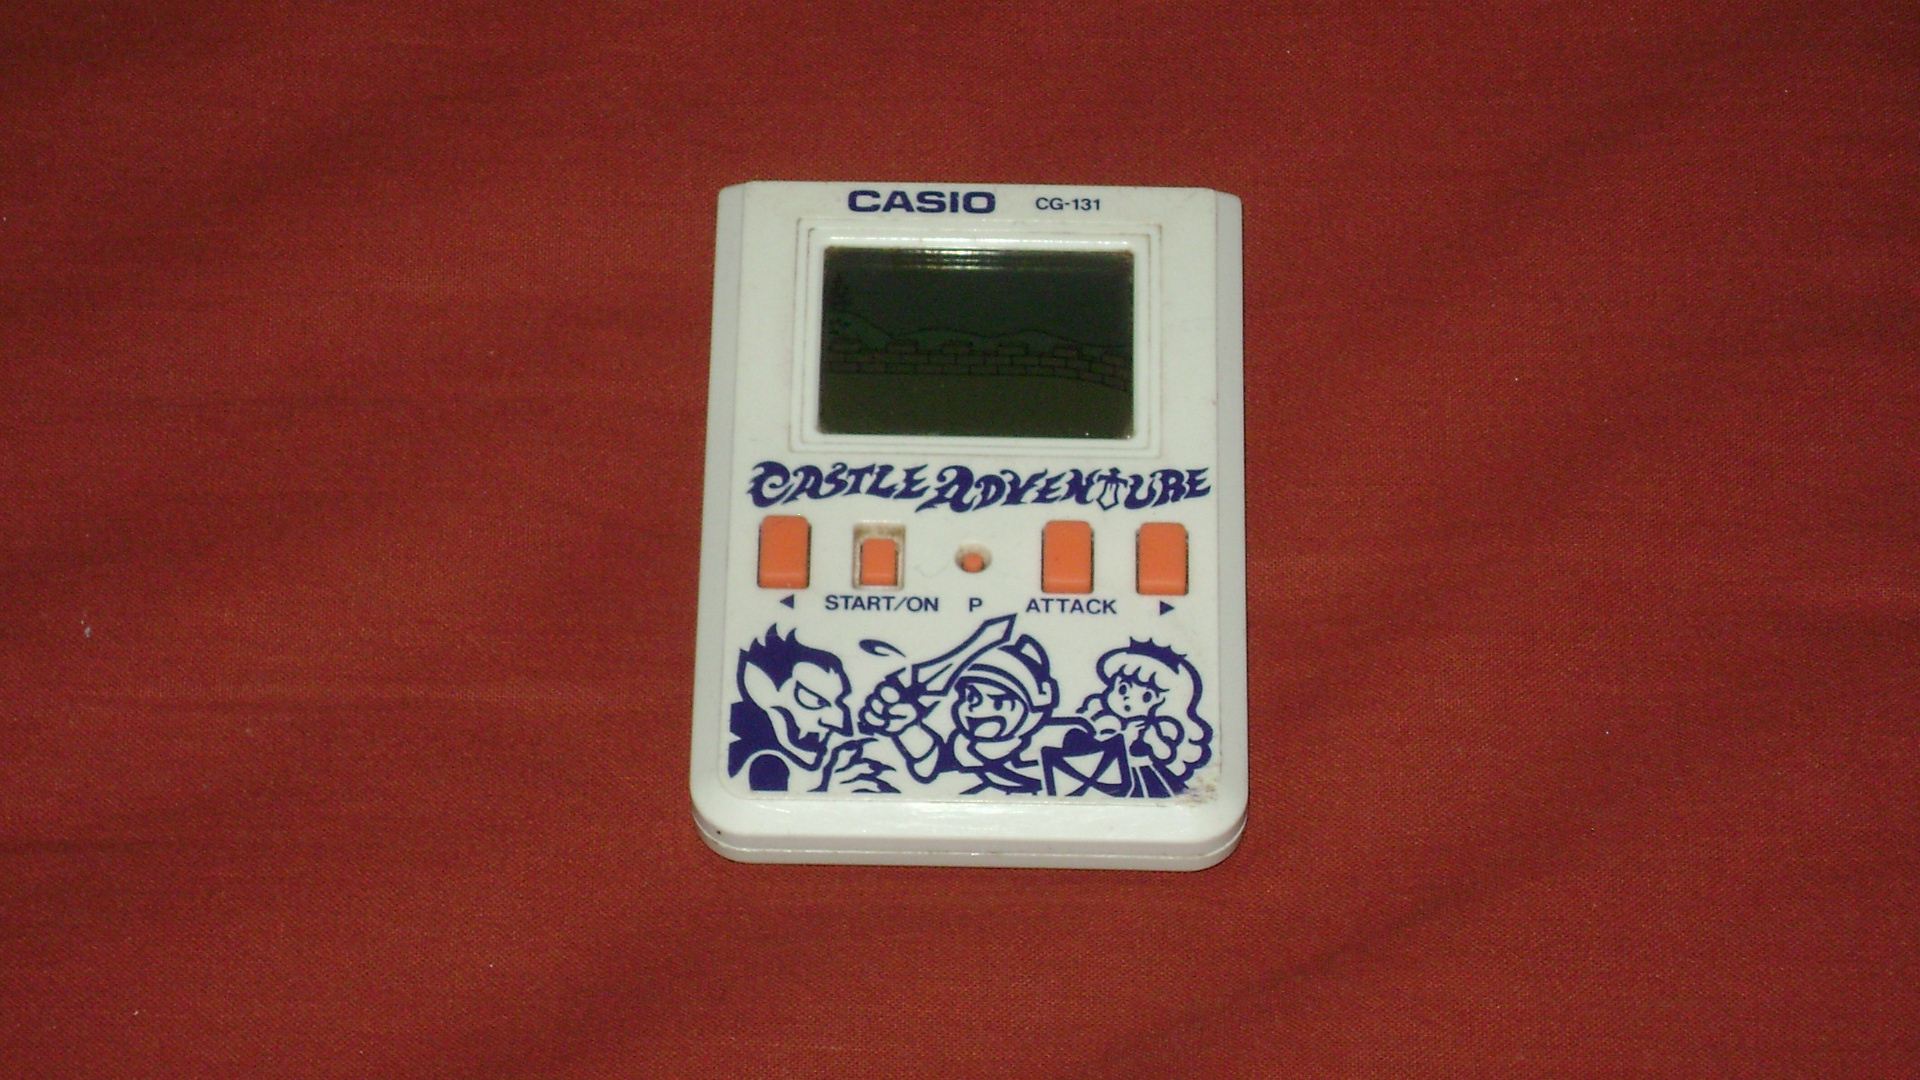 CASIO CG-131
CASTLE ADVENTURE
◀ START/ON P ATTACK ▶